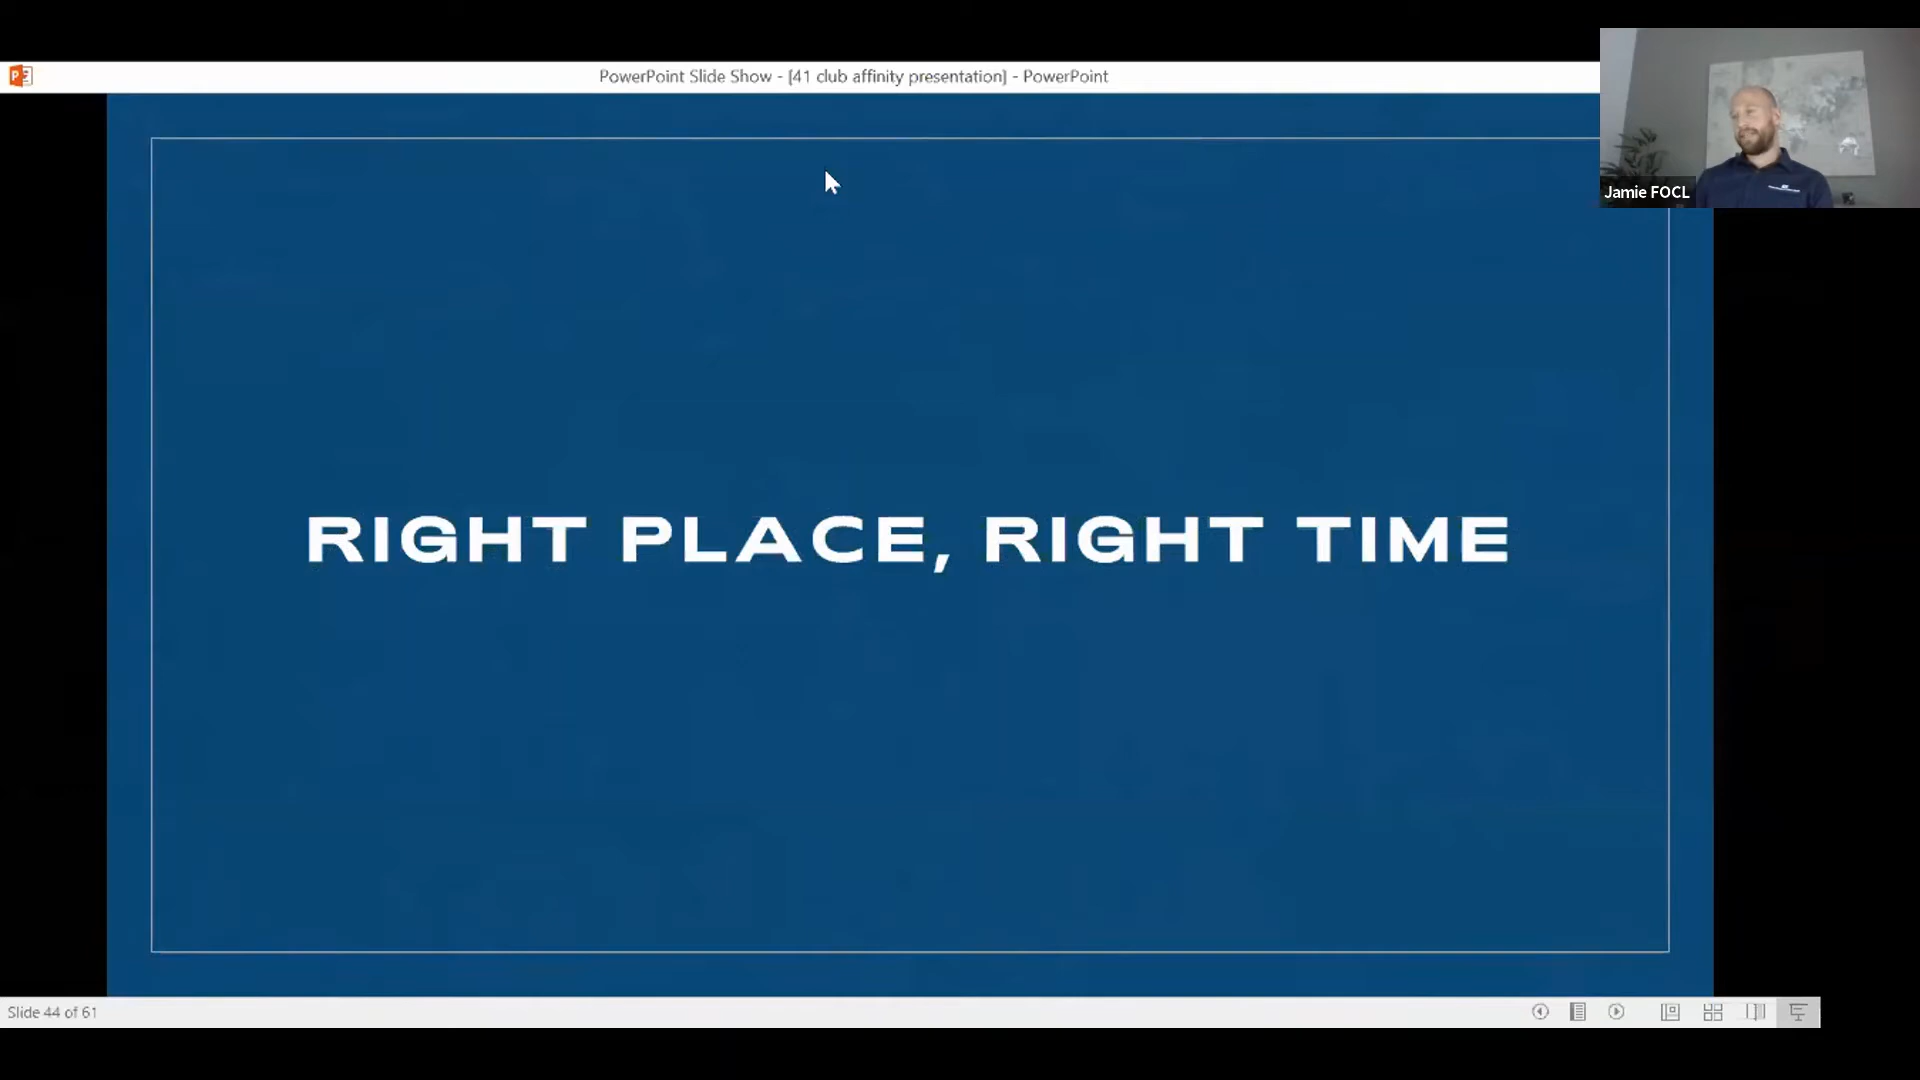 PowerPoint Slide Show - [41 club affinity presentation] - PowerPoint
Jamie FOCL
RIGHT PLACE, RIGHT TIME
Slide 44 of 61